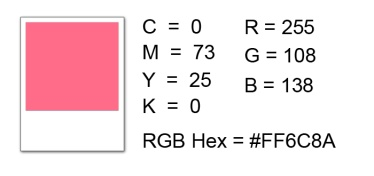 C = 0 R = 255
M = 73 G = 108
Y = 25 B = 138
K = 0
RGB Hex = #FF6C8A